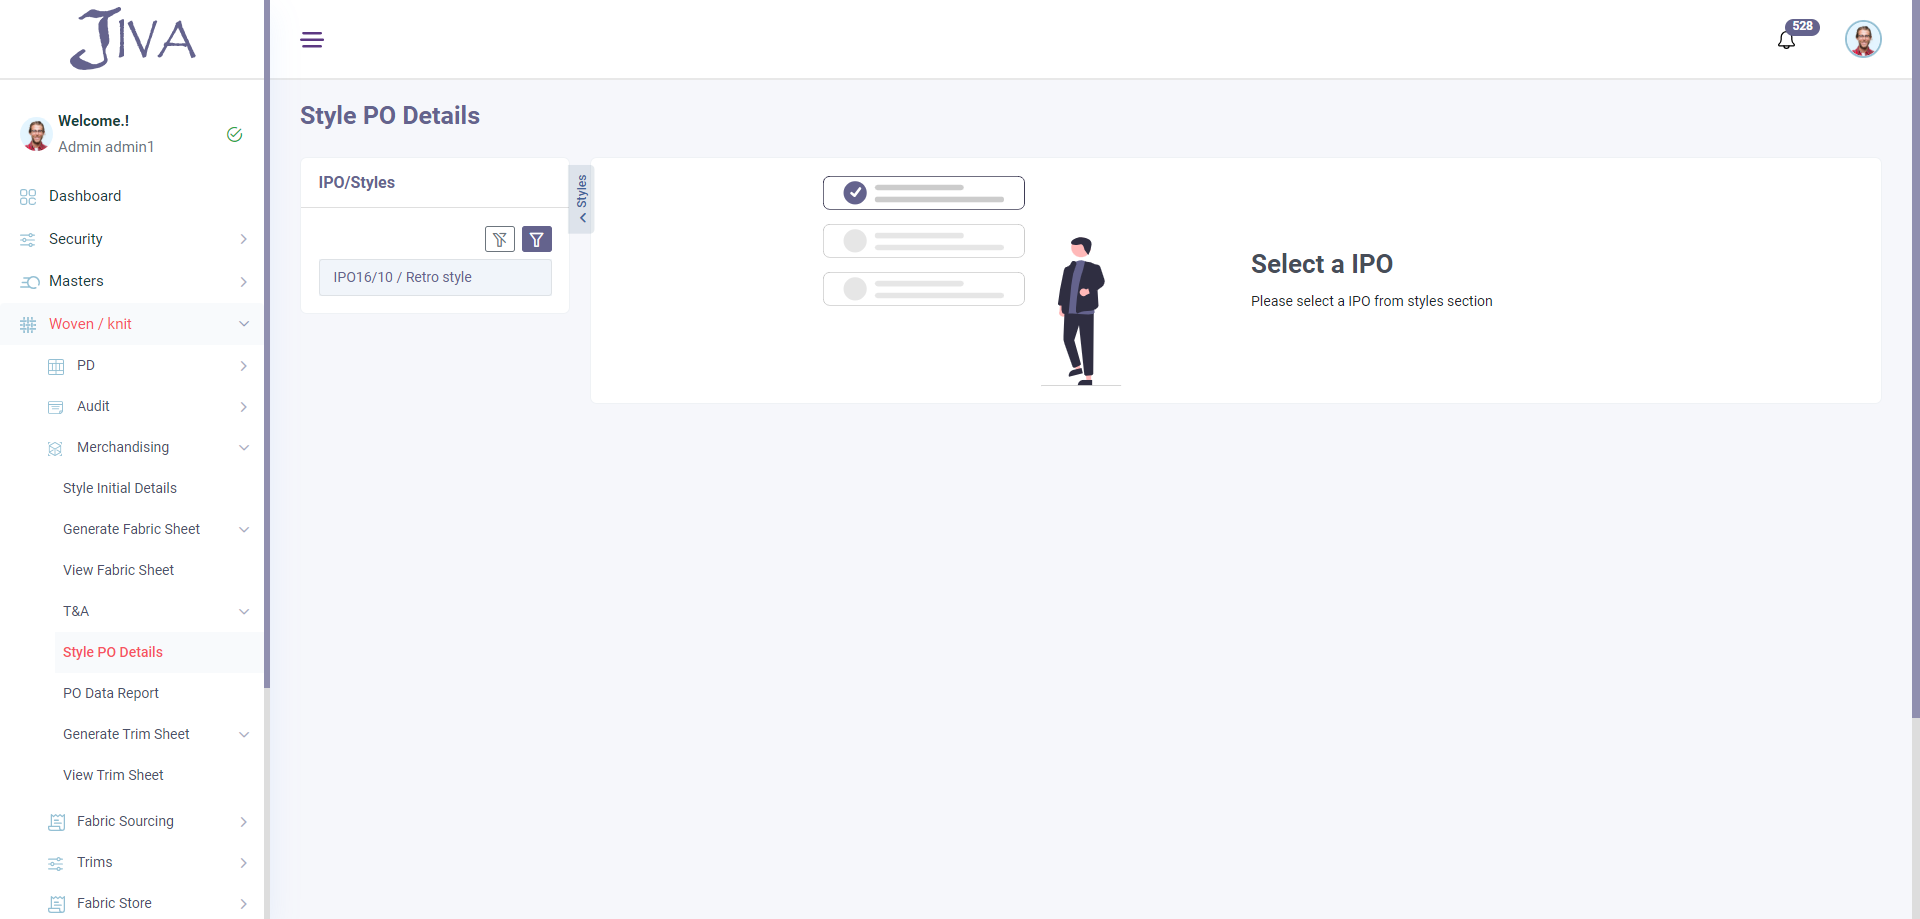 JIVA
528
Welcome.!
Admin admin1
Dashboard
Security
Masters
Woven / knit
PD
Audit
Merchandising
Style Initial Details
Generate Fabric Sheet
View Fabric Sheet
T&A
Style PO Details
PO Data Report
Generate Trim Sheet
View Trim Sheet
Fabric Sourcing
Trims
Fabric Store
Style PO Details
IPO/Styles
Styles
IPO16/10 / Retro style
Select a IPO
Please select a IPO from styles section